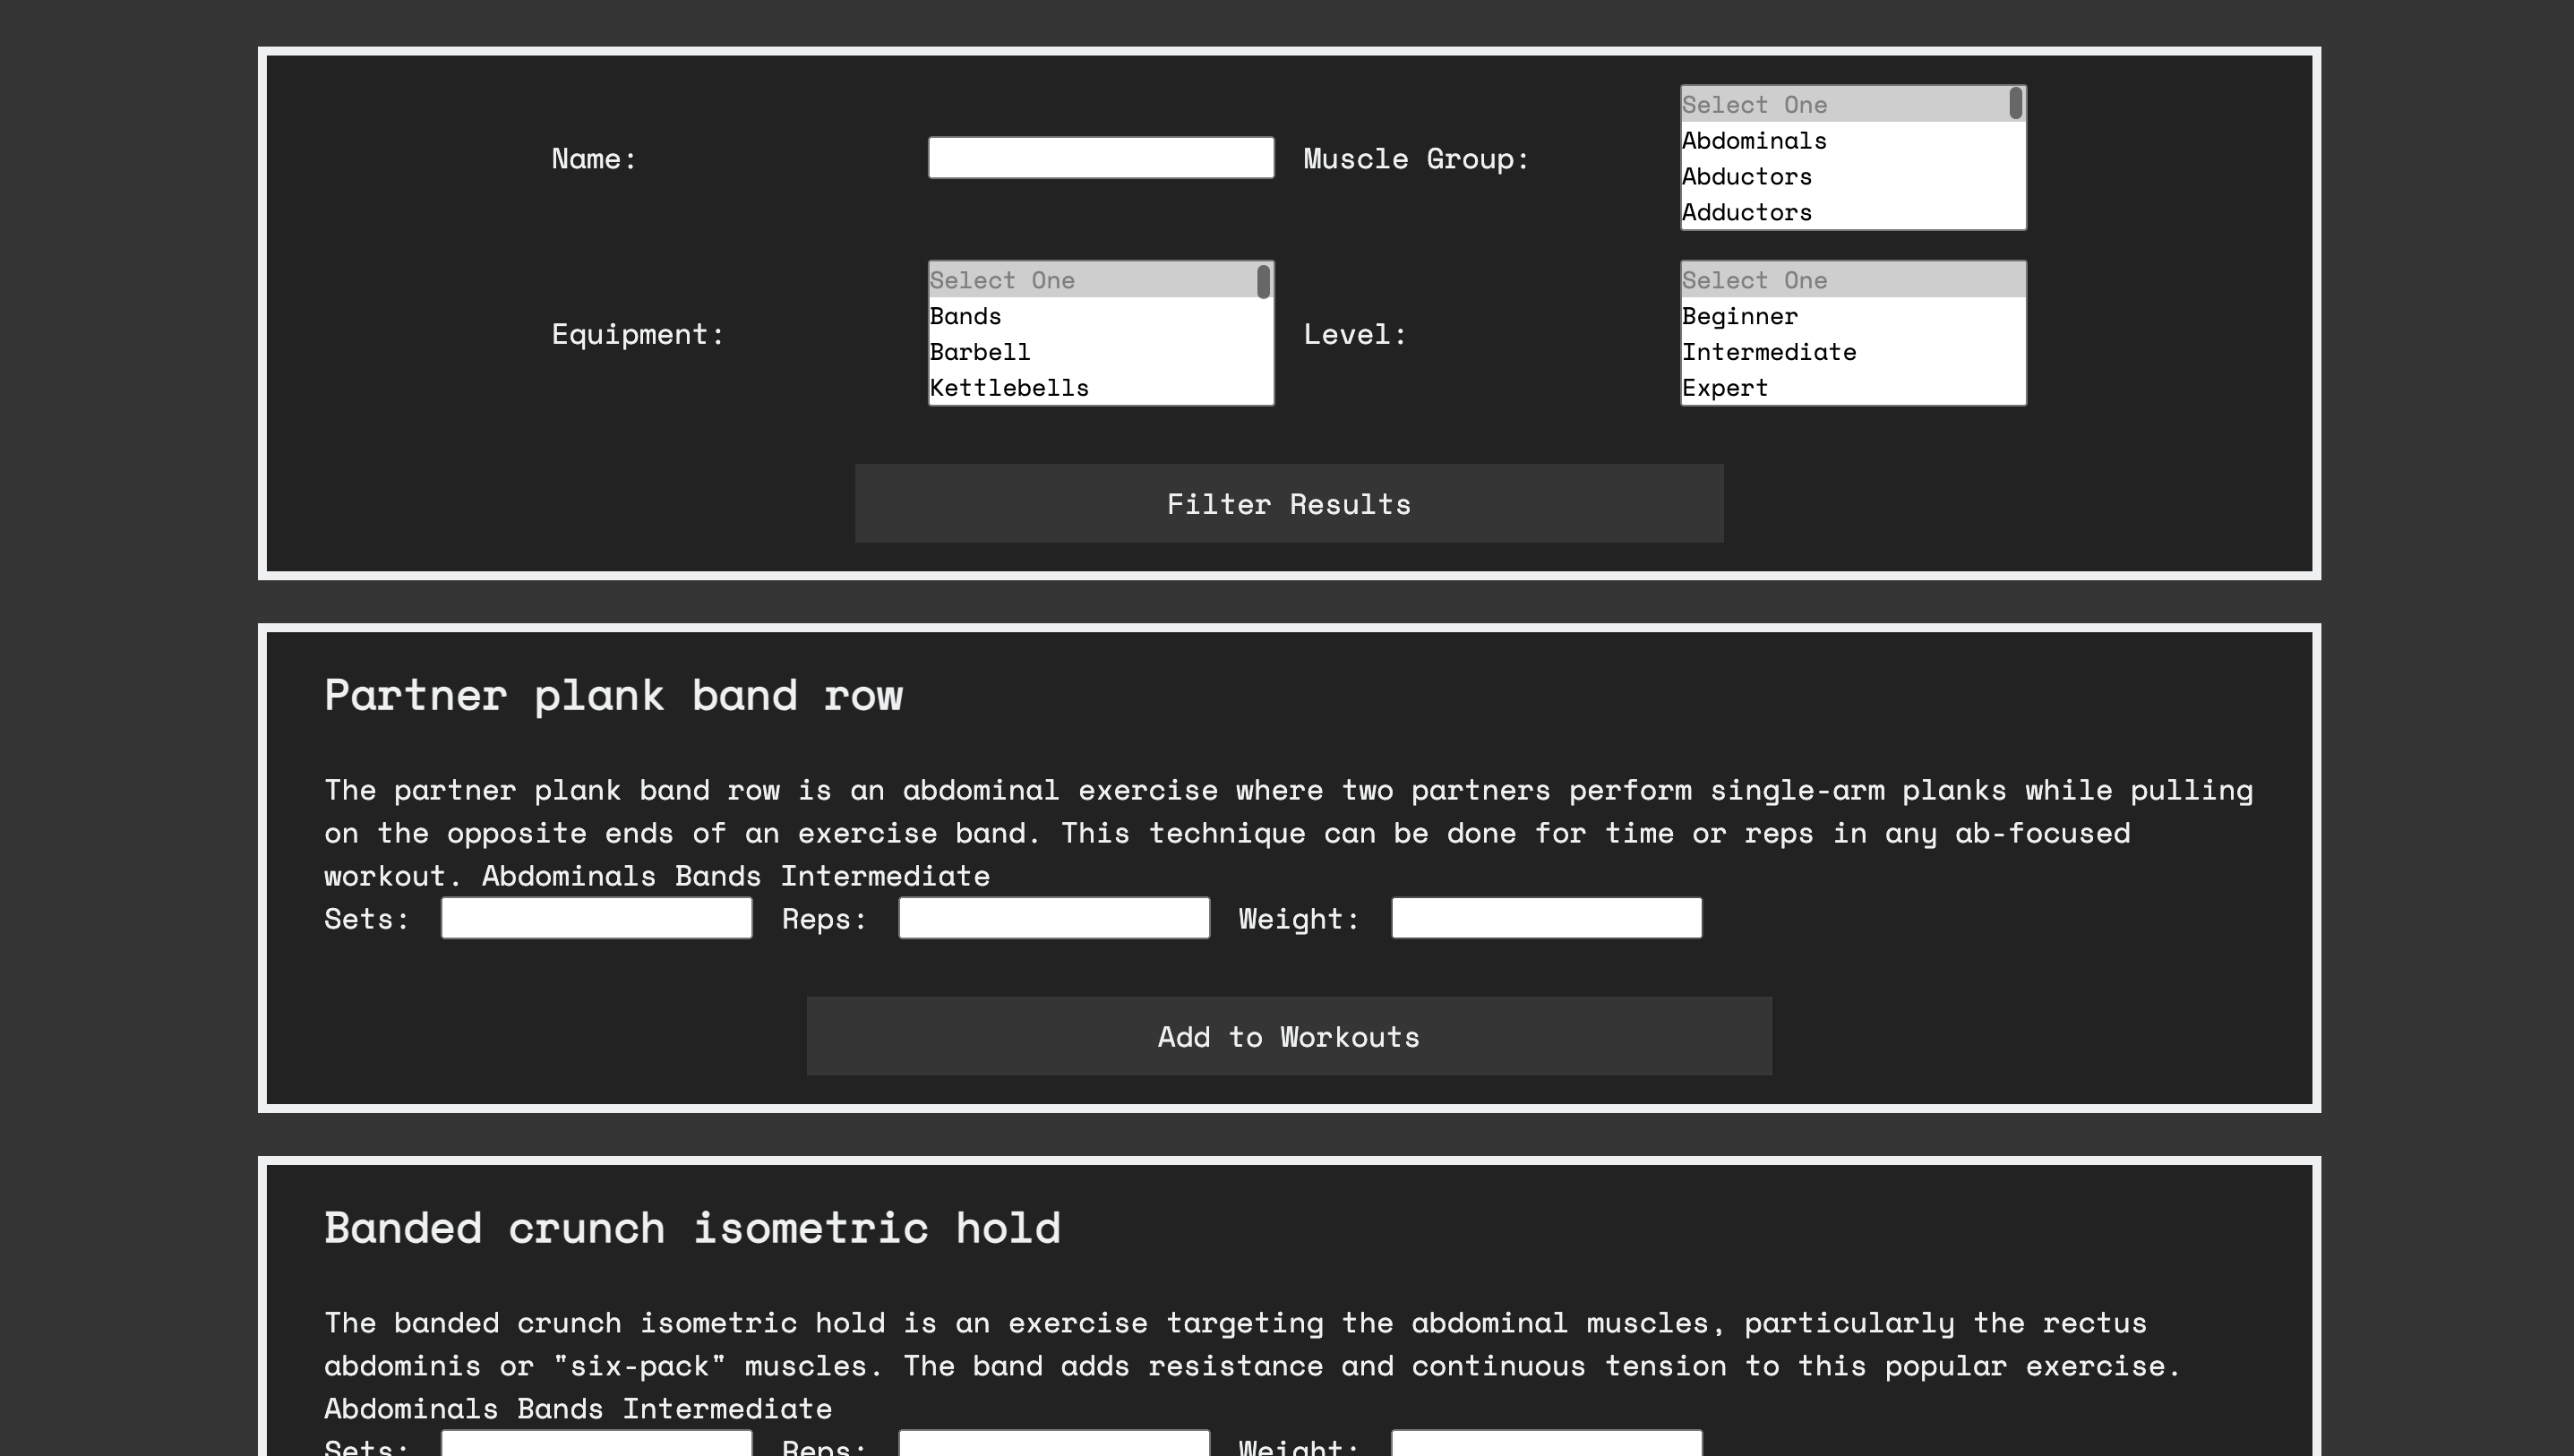 Name:
Muscle Group:
Select One
Abdominals
Abductors
Adductors
Equipment:
Select One
Bands
Barbell
Kettlebells
Level:
Select One
Beginner
Intermediate
Expert
Filter Results
Partner plank band row
The partner plank band row is an abdominal exercise where two partners perform single-arm planks while pulling
on the opposite ends of an exercise band. This technique can be done for time or reps in any ab-focused
workout. Abdominals Bands Intermediate
Sets: Reps: Weight:
Add to Workouts
Banded crunch isometric hold
The banded crunch isometric hold is an exercise targeting the abdominal muscles, particularly the rectus
abdominis or "six-pack" muscles. The band adds resistance and continuous tension to this popular exercise.
Abdominals Bands Intermediate
Sets: Reps: Weight: